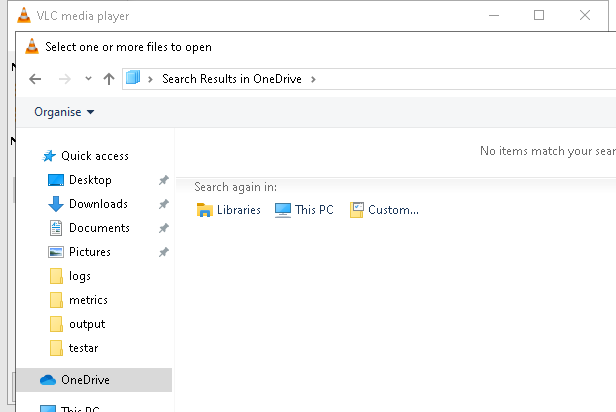 VLC media player
Select one or more files to open
Search Results in OneDrive
Organise
Quick access
No items match your sear
Desktop
Search again in:
Downloads
Libraries This PC Custom...
Documents
Pictures
logs
metrics
output
testar
OneDrive
This PC